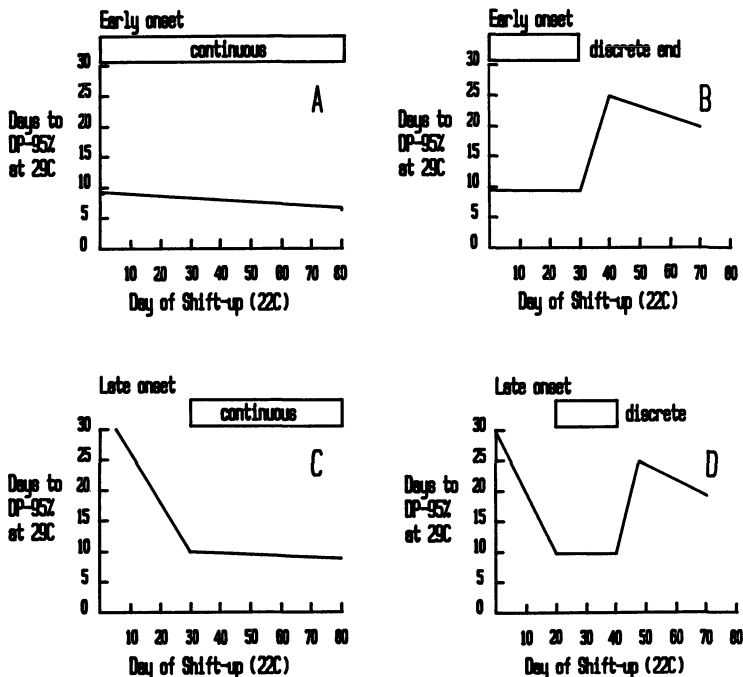 Early onset
continuous
A
30
25
20
15
10
5
0
Days to
DP-95%
at 29C
10 20 30 40 50 60 70 80
Day of Shift-up (22C)
Early onset
discrete end
B
30
25
20
15
10
5
0
Days to
DP-95%
at 29C
10 20 30 40 50 60 70 80
Day of Shift-up (22C)
Late onset
continuous
C
30
25
20
15
10
5
0
Days to
DP-95%
at 29C
10 20 30 40 50 60 70 80
Day of Shift-up (22C)
Late onset
discrete
D
30
25
20
15
10
5
0
Days to
DP-95%
at 29C
10 20 30 40 50 60 70 80
Day of Shift-up (22C)